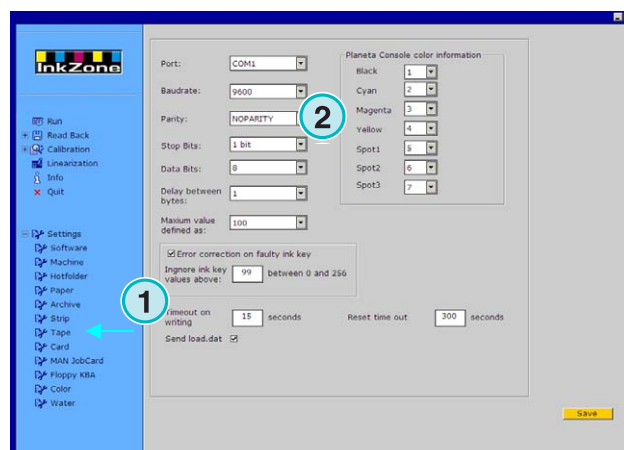 InkZone
Run
Read Back
Calibration
Linearization
Info
Quit
Settings
Software
Machine
Hotfolder
Paper
Archive
Strip
Tape
Card
MAN JobCard
Floppy KBA
Color
Water
1
Port: COM1
Baudrate: 9600
Parity: NOPARITY
Stop Bits: 1 bit
Data Bits: 8
Delay between bytes: 1
Maxium value defined as: 100
2
Planeta Console color information
Black 1
Cyan 2
Magenta 3
Yellow 4
Spot1 5
Spot2 6
Spot3 7
Error correction on faulty ink key
Ingnore ink key values above: 99 between 0 and 256
Timeout on writing 15 seconds
Reset time out 300 seconds
Send load.dat
Save